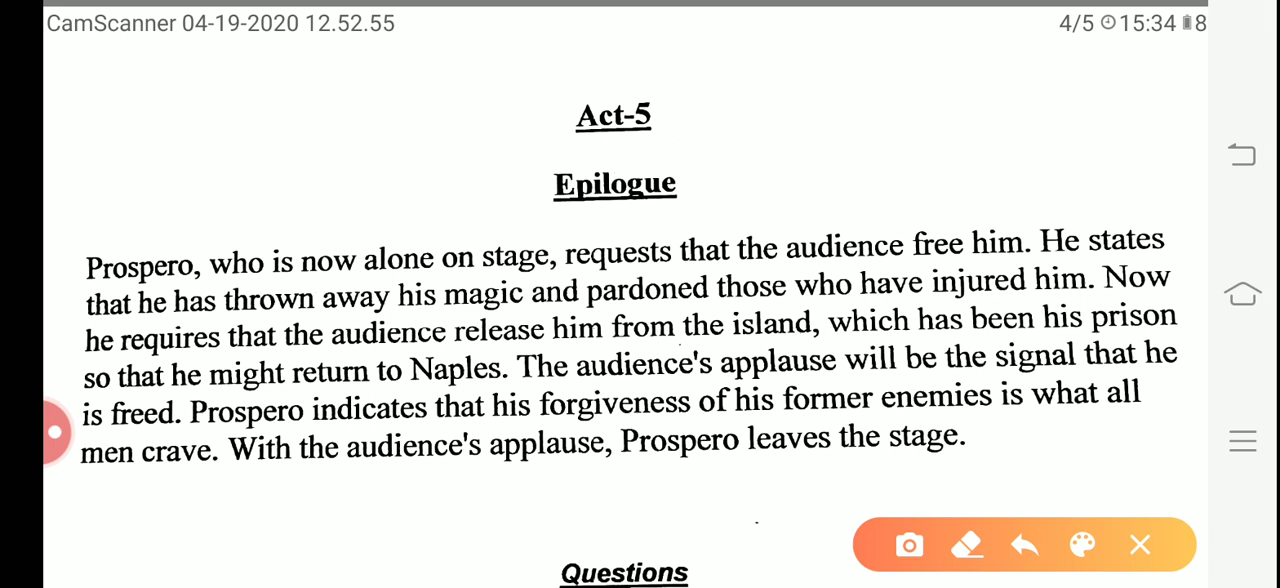 CamScanner 04-19-2020 12.52.55
4/5 15:34 8
Act-5
Epilogue
Prospero, who is now alone on stage, requests that the audience free him. He states
that he has thrown away his magic and pardoned those who have injured him. Now
he requires that the audience release him from the island, which has been his prison
so that he might return to Naples. The audience's applause will be the signal that he
is freed. Prospero indicates that his forgiveness of his former enemies is what all
men crave. With the audience's applause, Prospero leaves the stage.
Questions